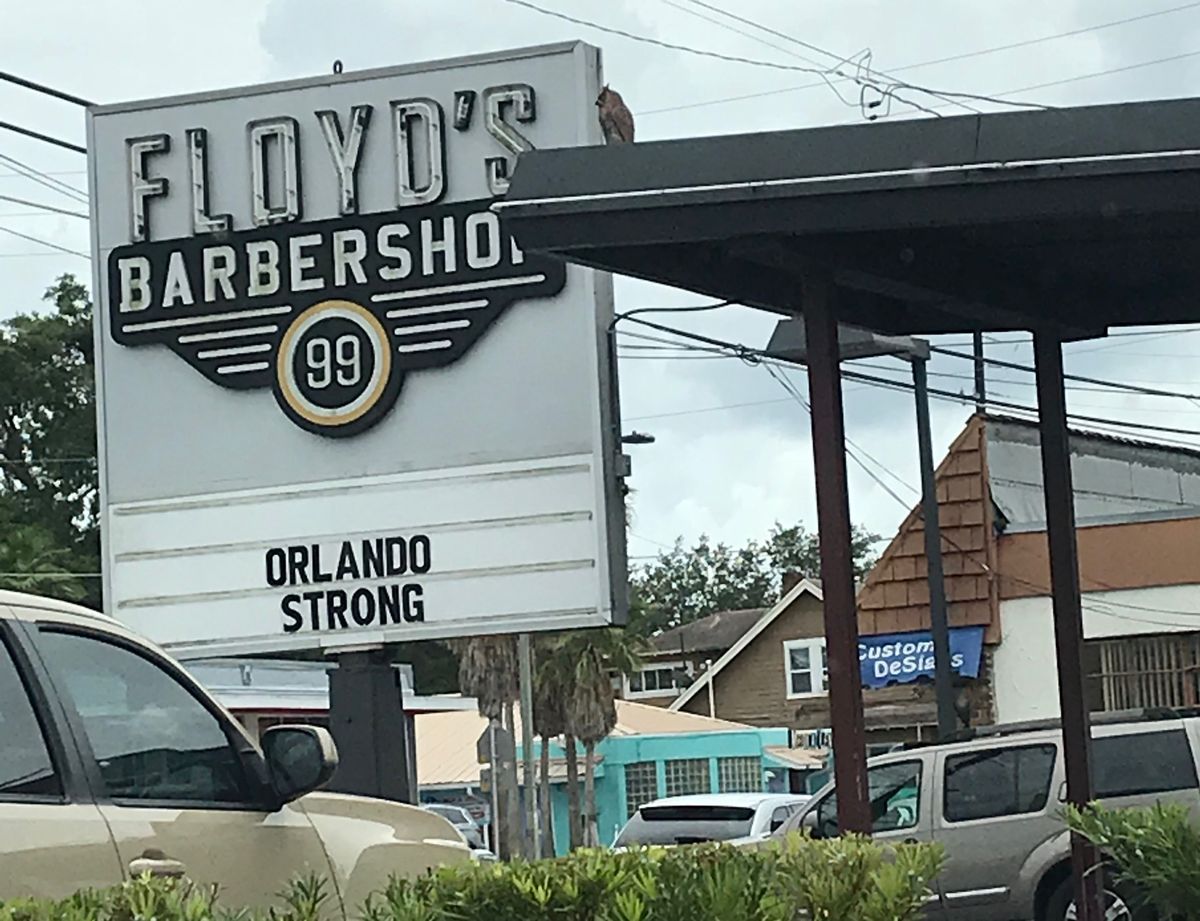 FLOYD'S
BARBERSHOP
99
ORLANDO
STRONG
Custom
DeSigns